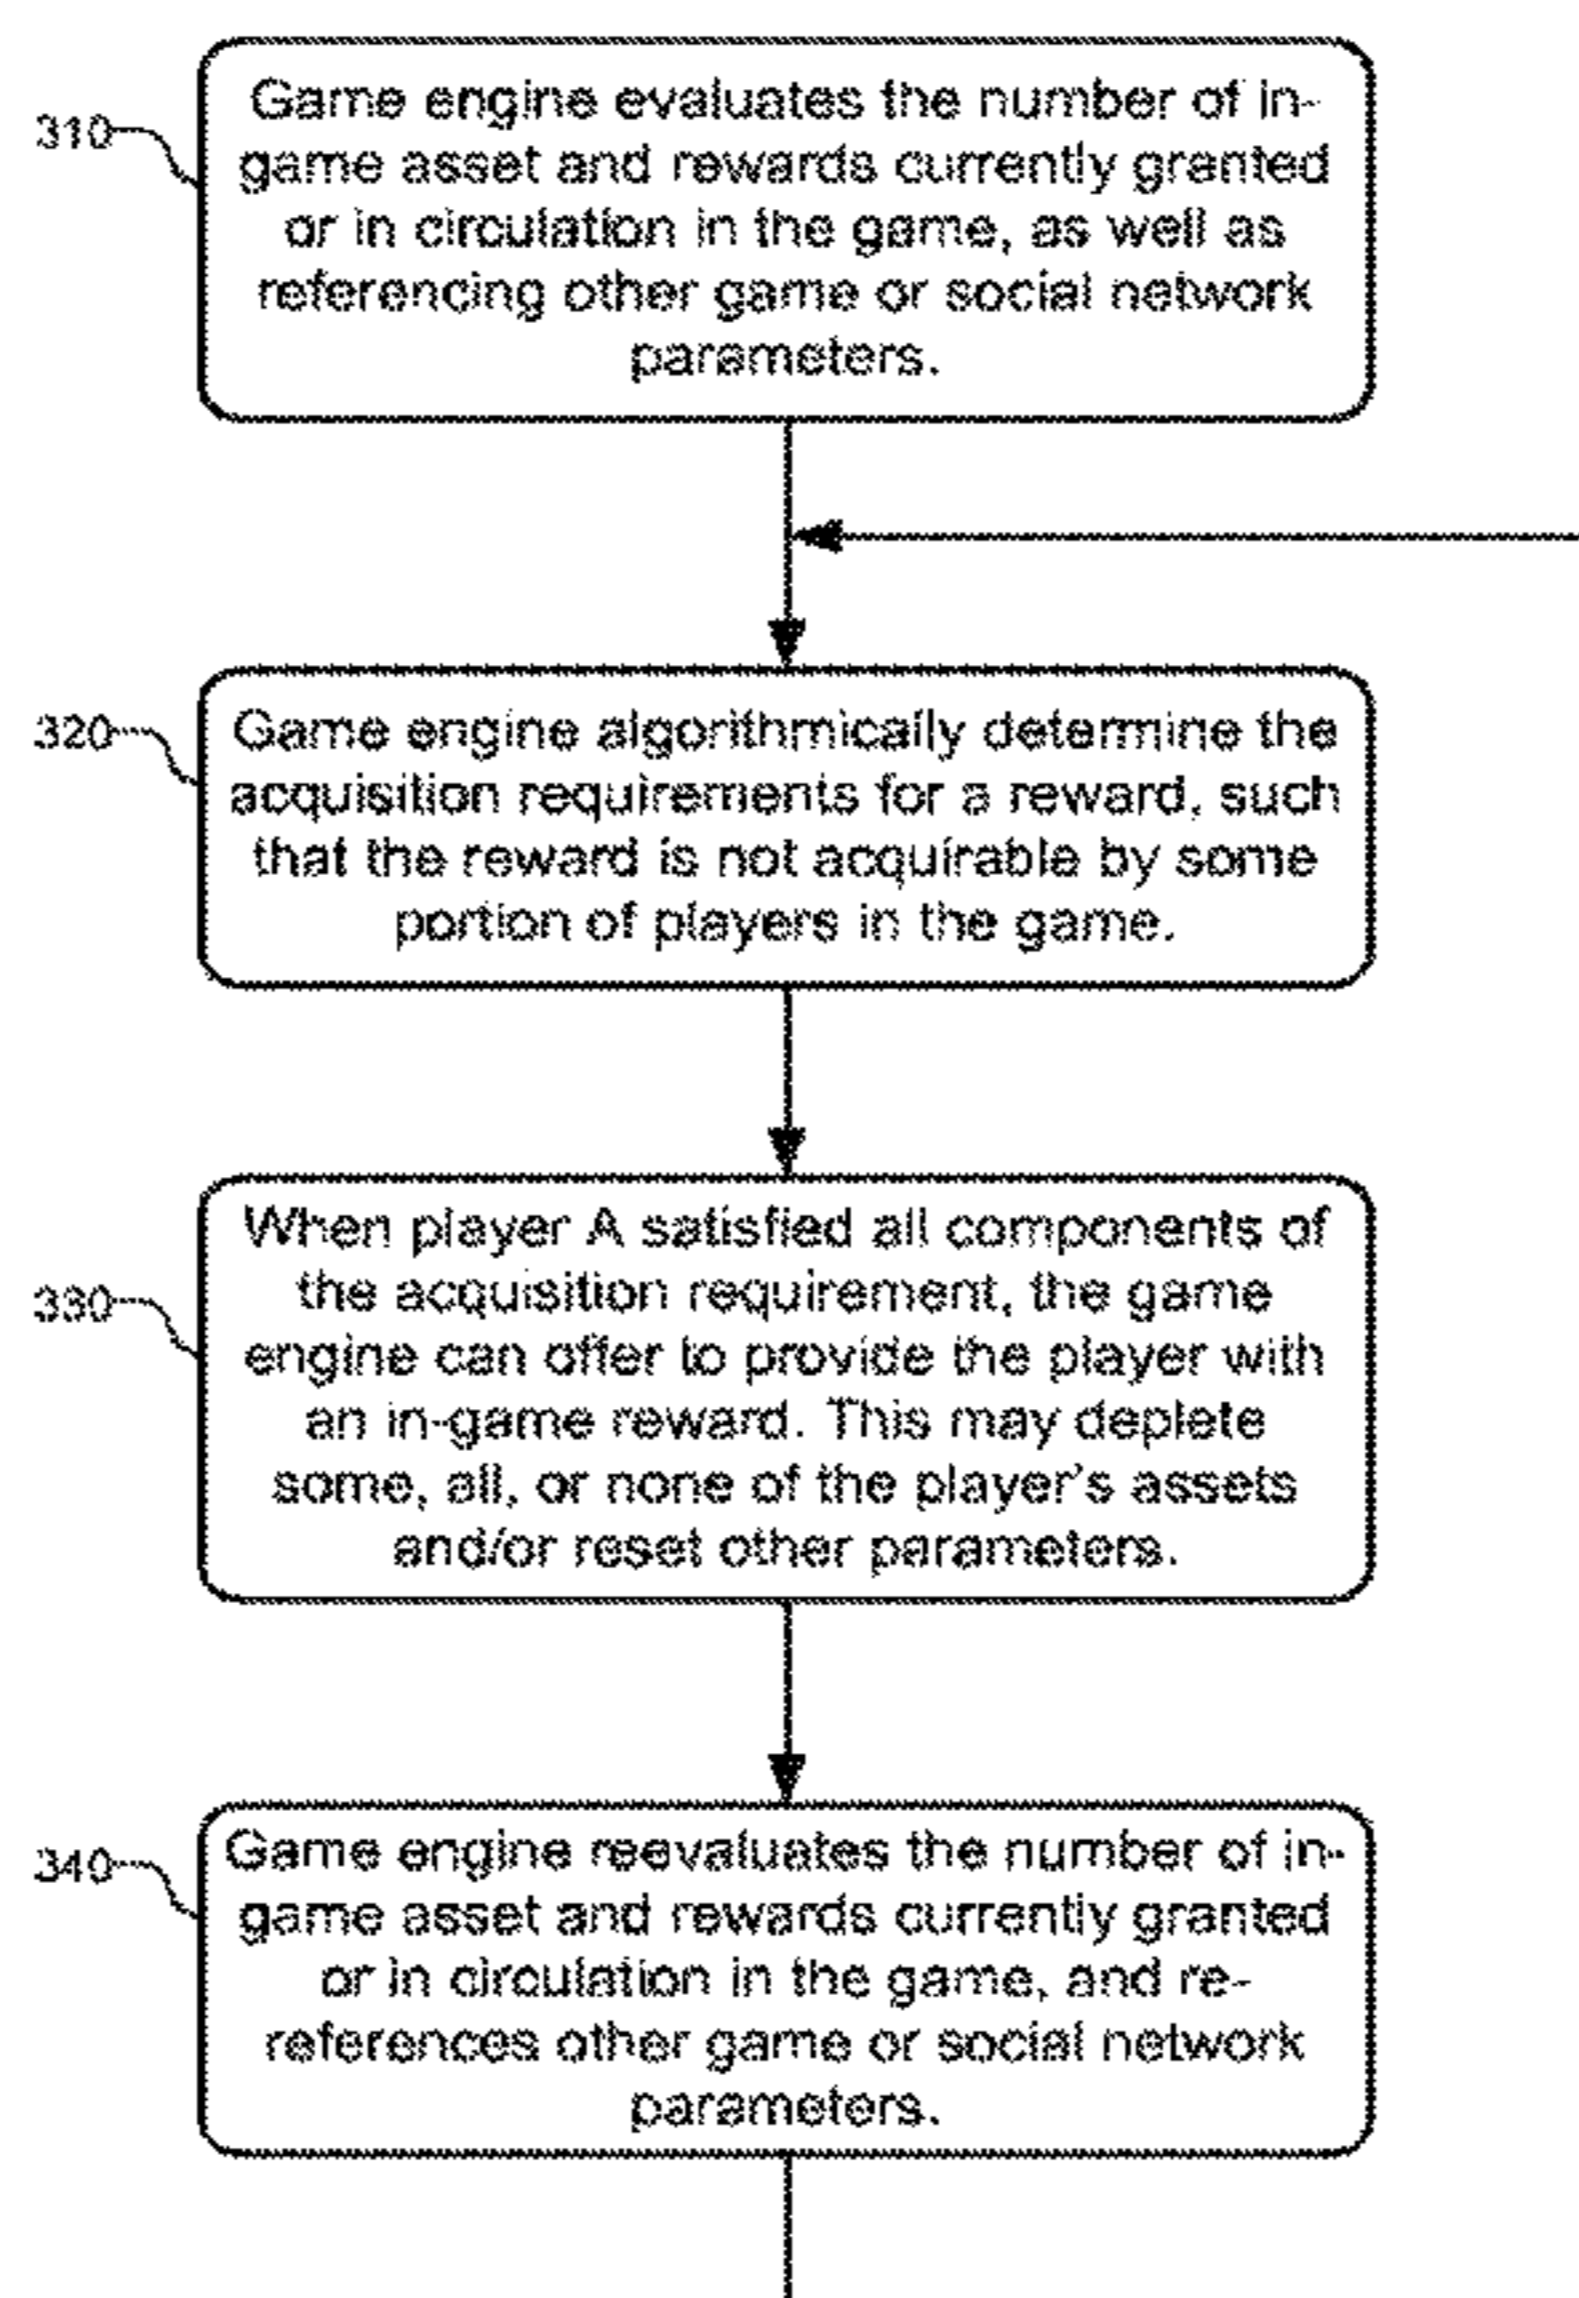 310
Game engine evaluates the number of in-
game asset and rewards currently granted
or in circulation in the game, as well as
referencing other game or social network
parameters.
320
Game engine algorithmically determine the
acquisition requirements for a reward, such
that the reward is not acquirable by some
portion of players in the game.
330
When player A satisfied all components of
the acquisition requirement, the game
engine can offer to provide the player with
an in-game reward. This may deplete
some, all, or none of the player's assets
and/or reset other parameters.
340
Game engine reevaluates the number of in-
game asset and rewards currently granted
or in circulation in the game, and re-
references other game or social network
parameters.